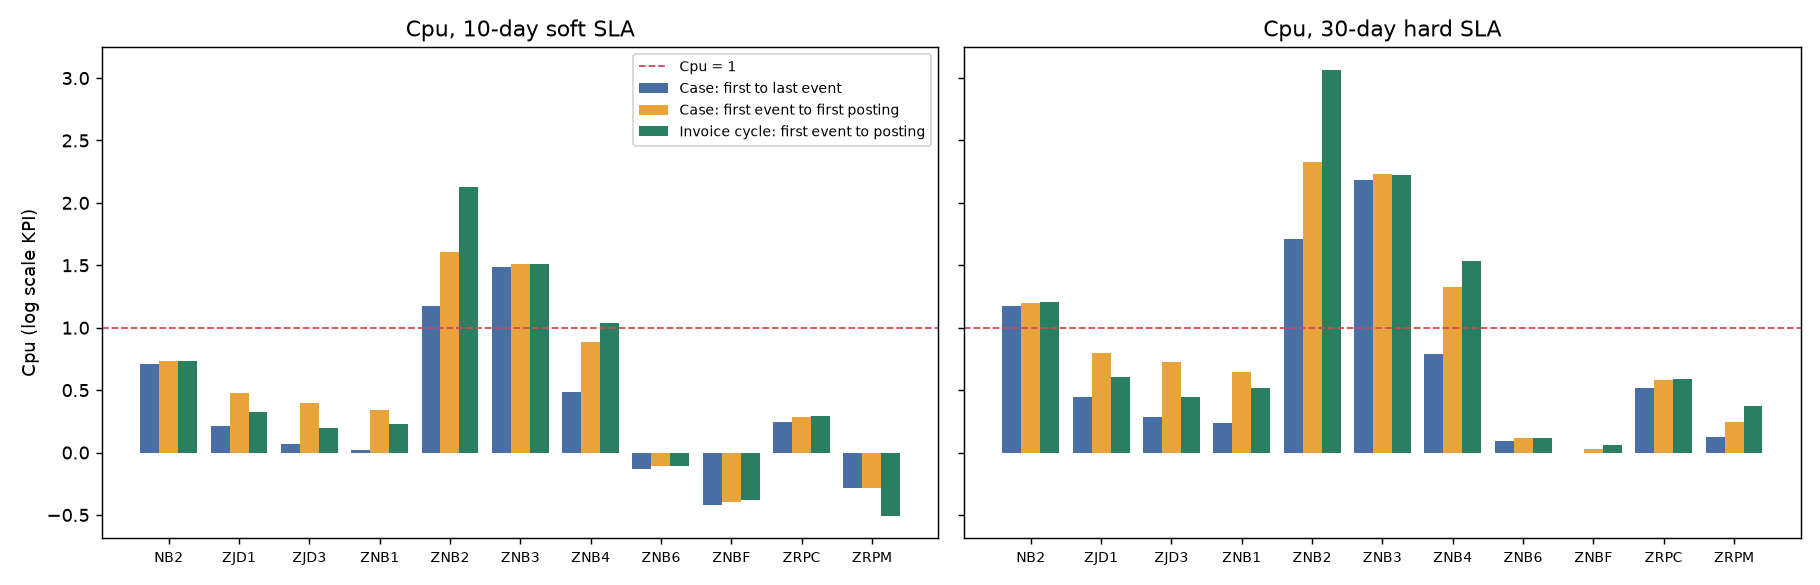 Cpu, 10-day soft SLA
Cpu, 30-day hard SLA
Cpu = 1
Case: first to last event
Case: first event to first posting
Invoice cycle: first event to posting
Cpu (log scale KPI)
3.0
2.5
2.0
1.5
1.0
0.5
0.0
−0.5
NB2 ZJD1 ZJD3 ZNB1 ZNB2 ZNB3 ZNB4 ZNB6 ZNBF ZRPC ZRPM
NB2 ZJD1 ZJD3 ZNB1 ZNB2 ZNB3 ZNB4 ZNB6 ZNBF ZRPC ZRPM